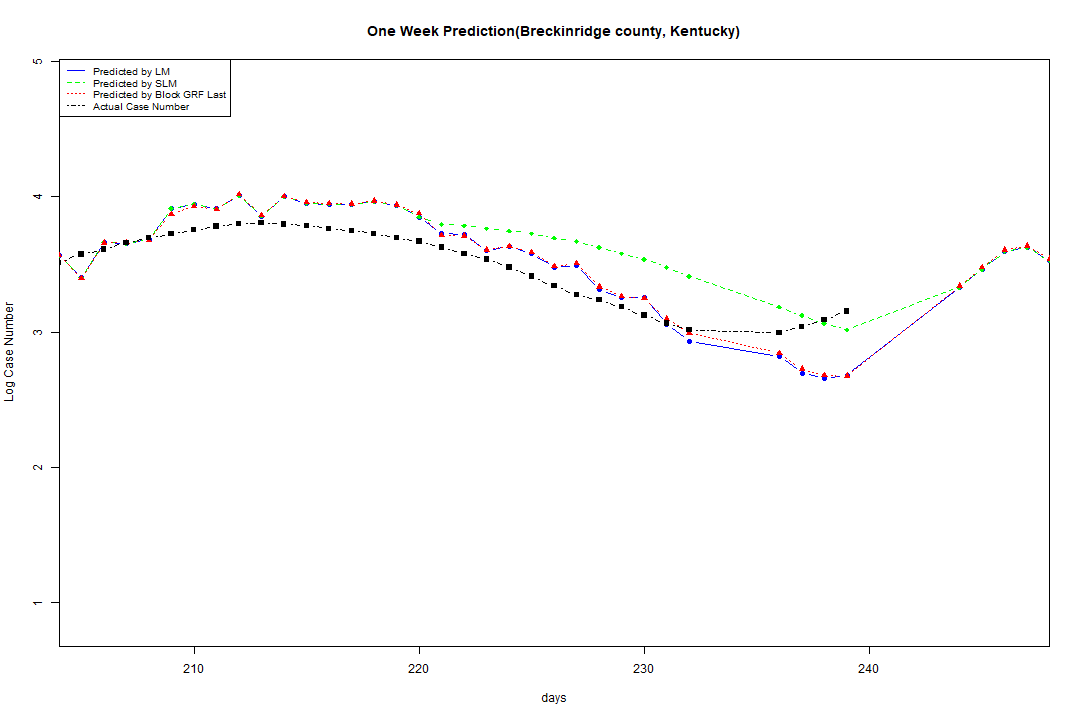 One Week Prediction(Breckinridge county, Kentucky)
Predicted by LM
Predicted by SLM
Predicted by Block GRF Last
Actual Case Number
5
4
3
2
1
Log Case Number
210
220
230
240
days